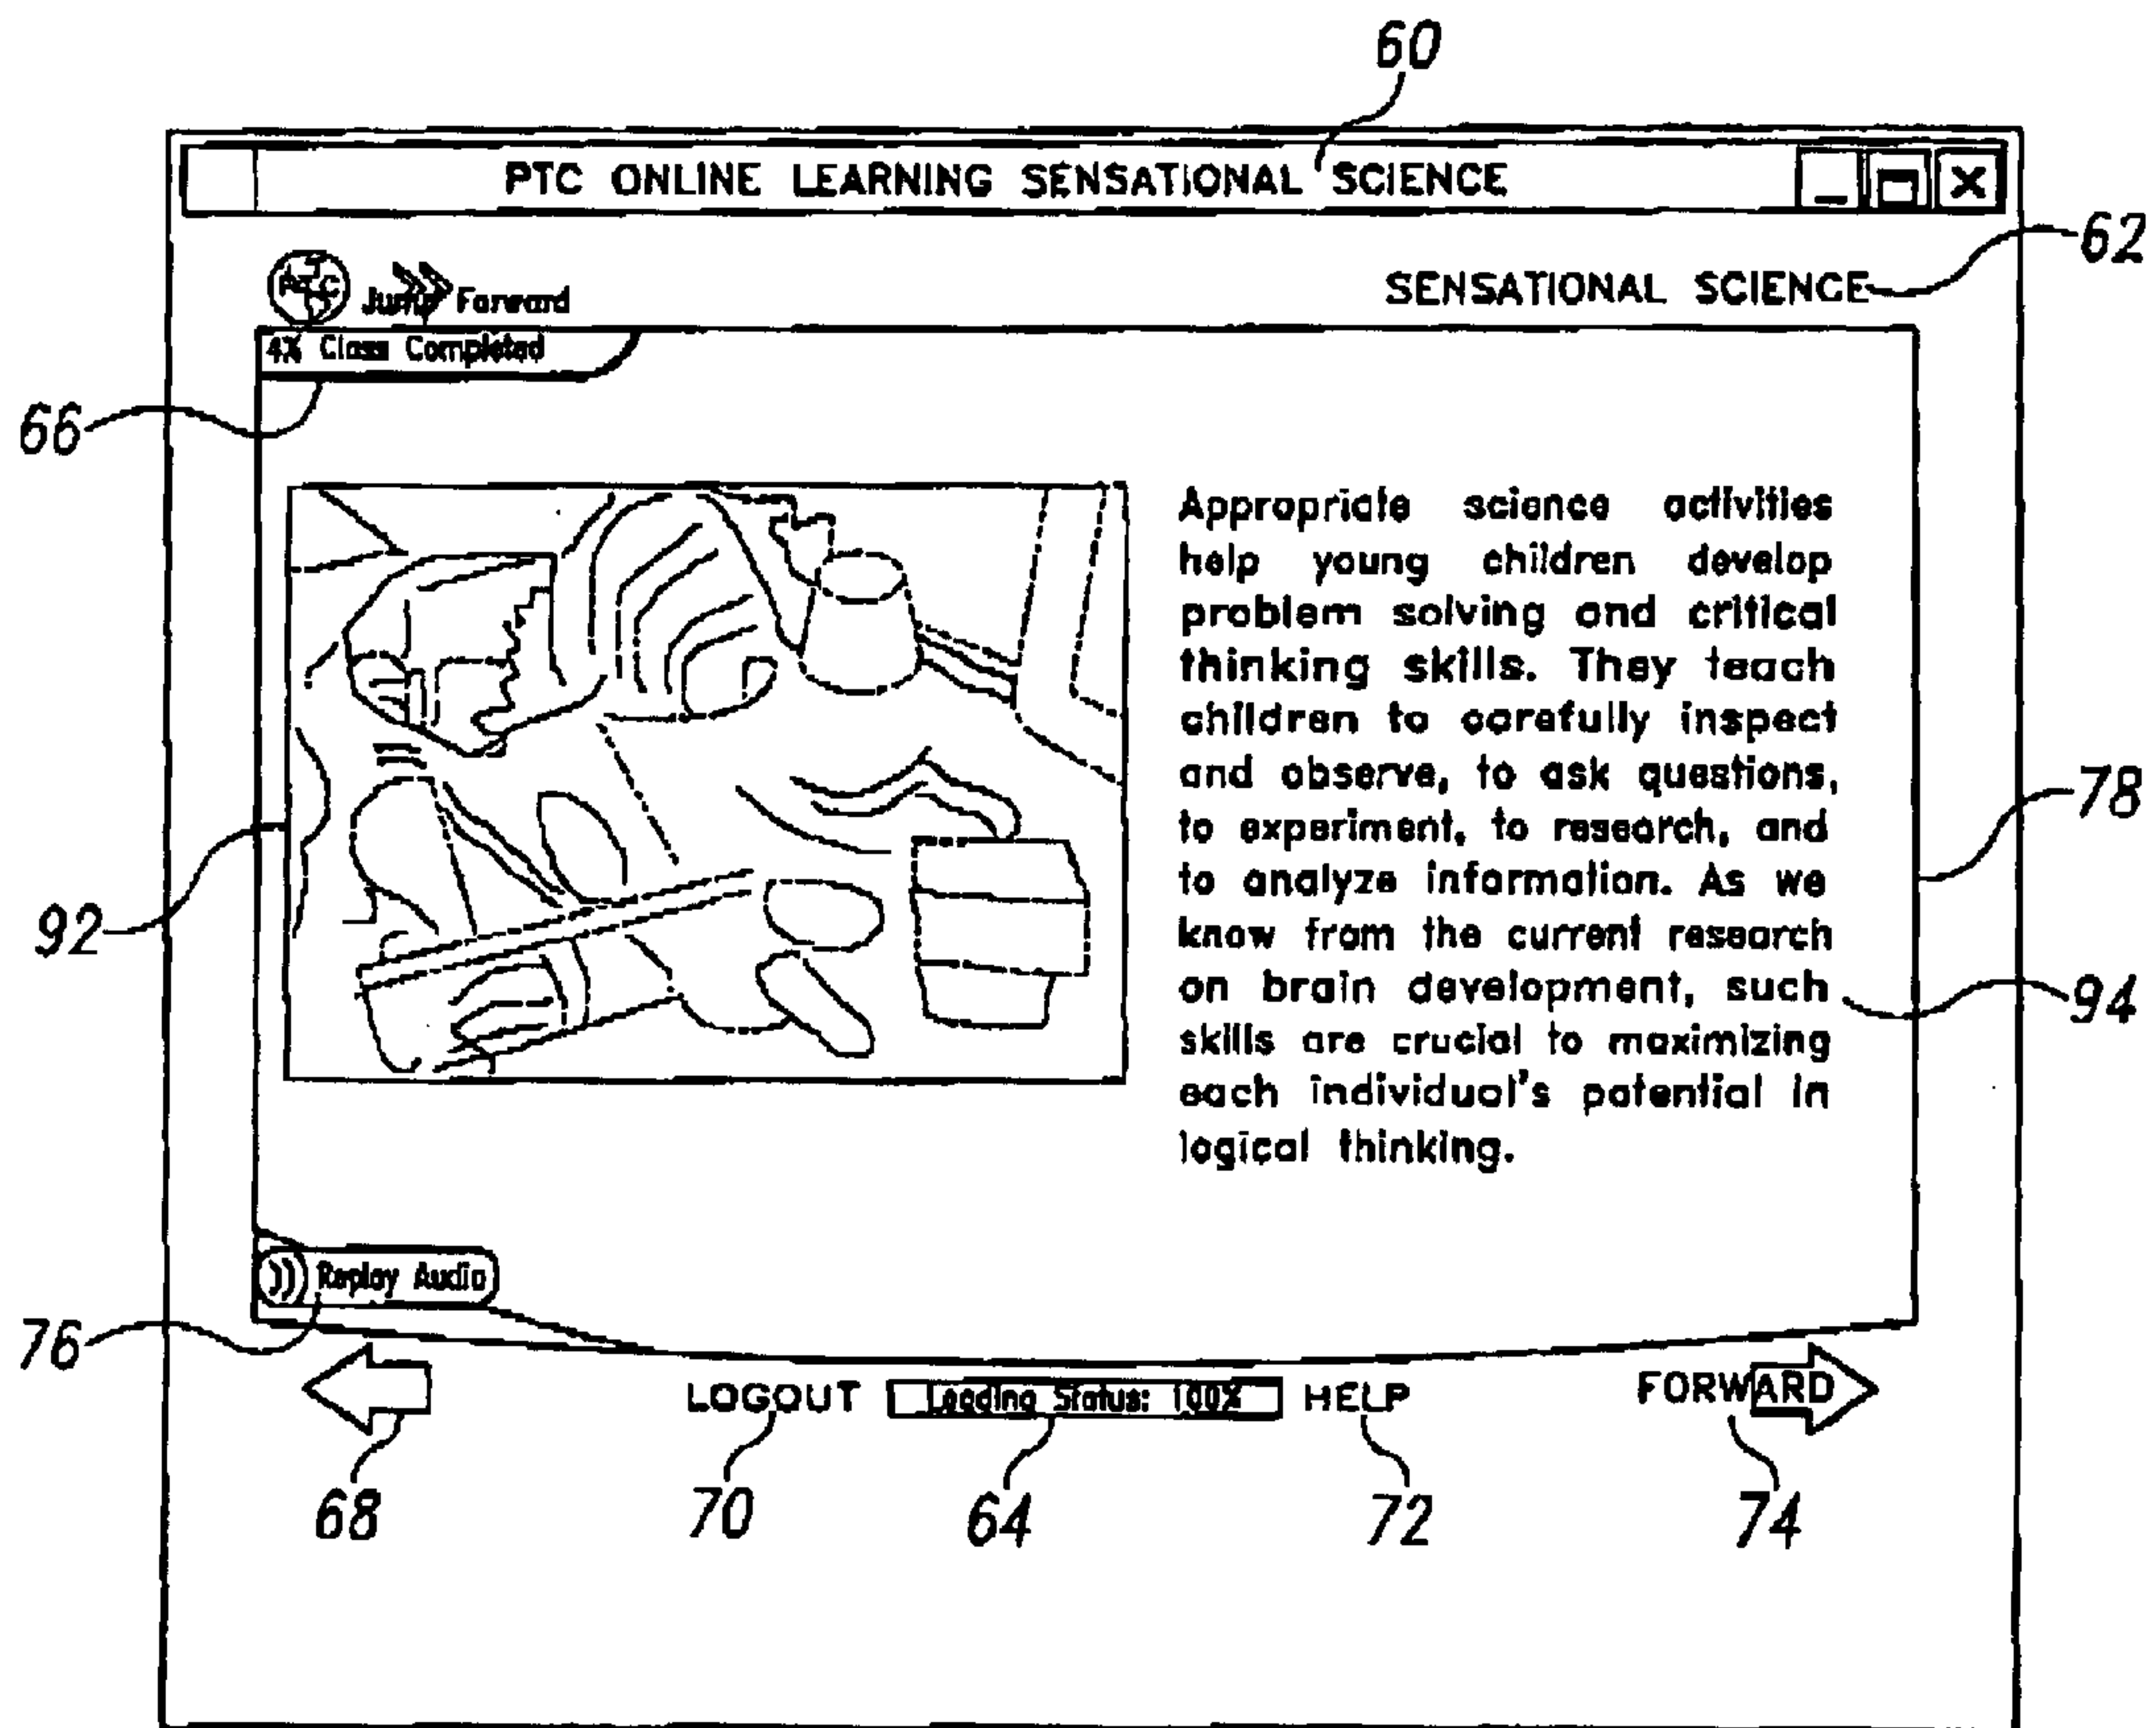 60
PTC ONLINE LEARNING SENSATIONAL SCIENCE
62
PTC Jump Forward
SENSATIONAL SCIENCE
4% Class Completed
66
Appropriate science activities
help young children develop
problem solving and critical
thinking skills. They teach
children to carefully inspect
and observe, to ask questions,
to experiment, to research, and
to analyze information. As we
know from the current research
on brain development, such
skills are crucial to maximizing
each individual's potential in
logical thinking.
78
92
94
Replay Audio
76
LOGOUT Loading Status: 100% HELP FORWARD
68 70 64 72 74